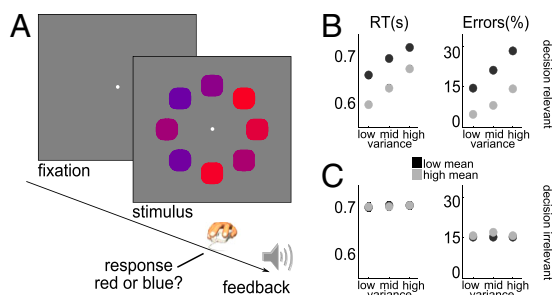 A
fixation
stimulus
response
red or blue?
feedback
B
RT(s)
Errors(%)
0.7
0.6
low mid high
variance
30
15
0
low mid high
variance
decision relevant
low mean
high mean
C
0.7
0.6
low mid high
variance
30
15
0
low mid high
variance
decision irrelevant